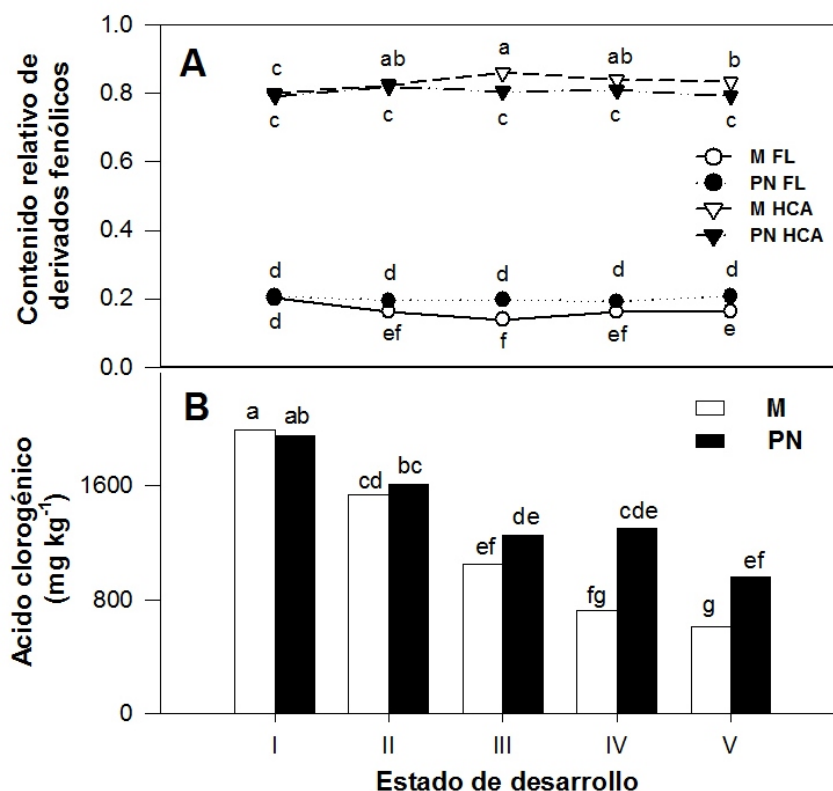 Contenido relativo de
derivados fenólicos
1.0
0.8
0.6
0.4
0.2
0.0
A
c ab a ab b
c c c c c
M FL
PN FL
M HCA
PN HCA
d d d d d
d ef f ef e
Acido clorogénico
(mg kg⁻¹)
1600
800
0
B
M
PN
a ab cd bc ef de fg cde g ef
I II III IV V
Estado de desarrollo